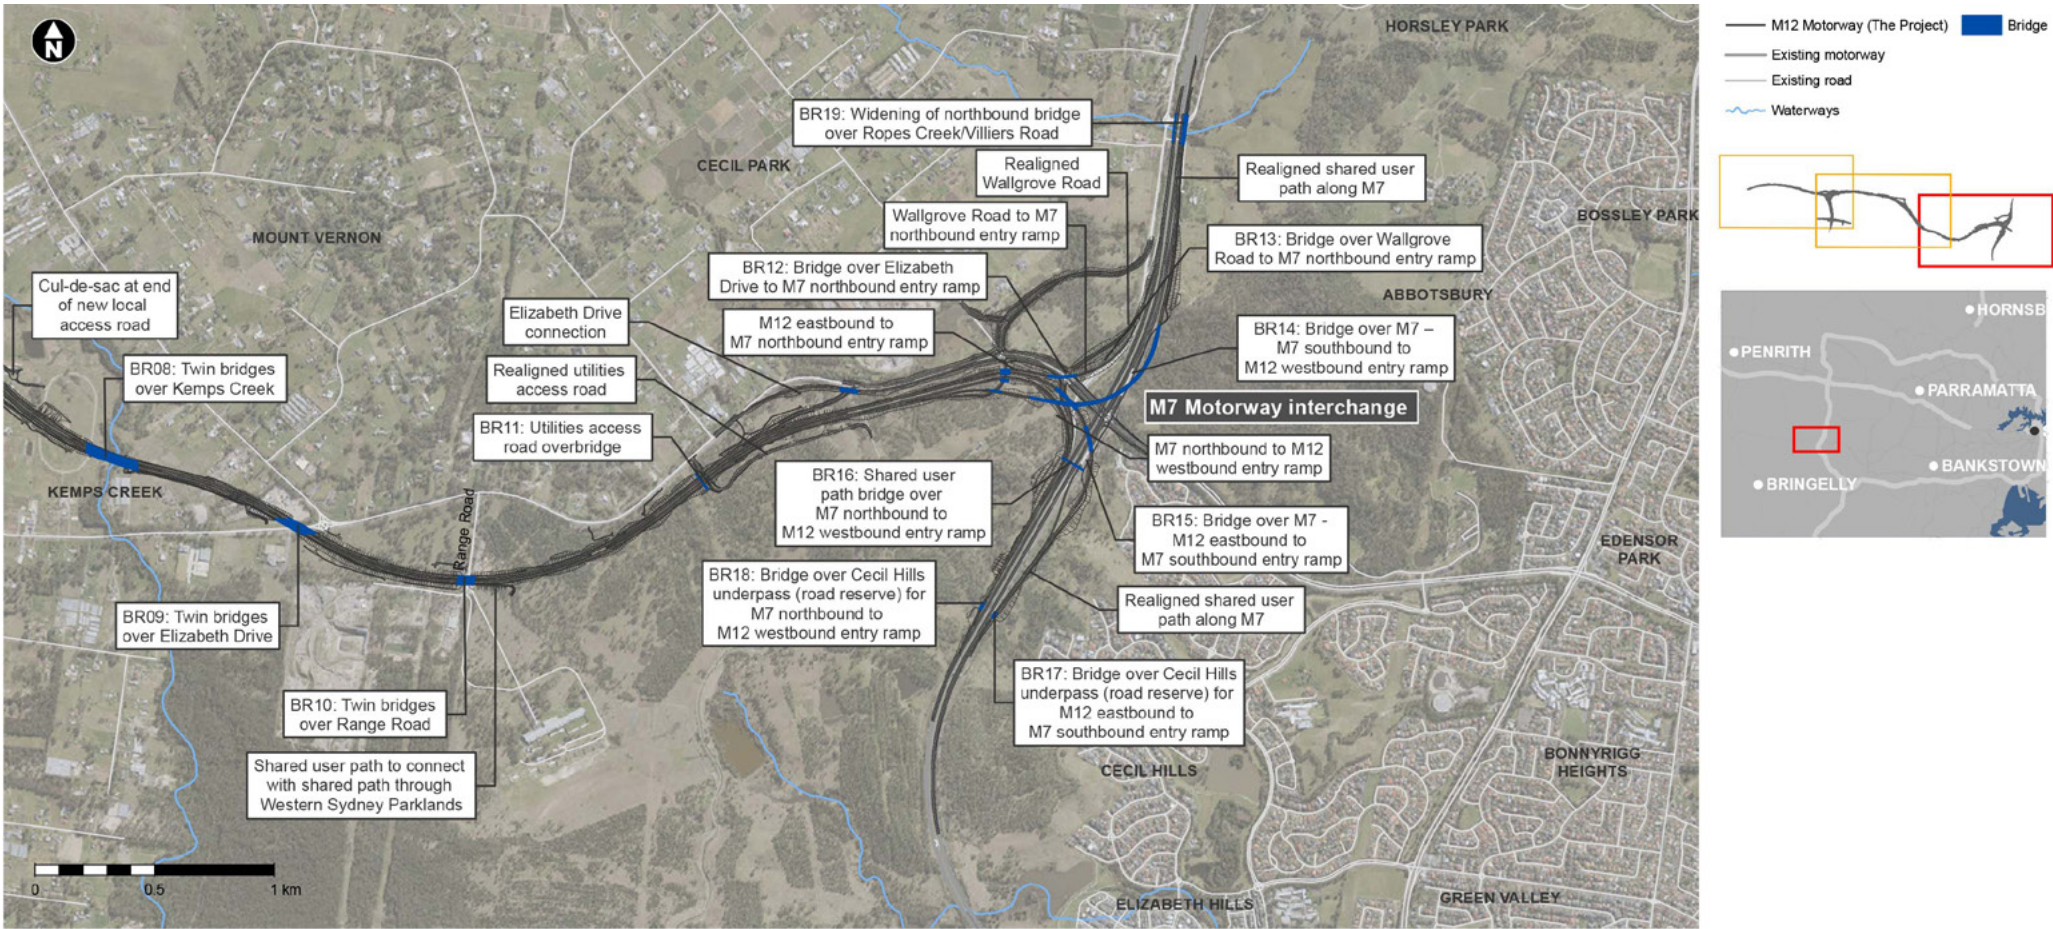 N
HORSLEY PARK
BR19: Widening of northbound bridge
over Ropes Creek/Villiers Road
CECIL PARK
Realigned
Wallgrove Road
Realigned shared user
path along M7
BOSSLEY PARK
Wallgrove Road to M7
northbound entry ramp
MOUNT VERNON
BR13: Bridge over Wallgrove
Road to M7 northbound entry ramp
BR12: Bridge over Elizabeth
Drive to M7 northbound entry ramp
ABBOTSBURY
Cul-de-sac at end
of new local
access road
Elizabeth Drive
connection
M12 eastbound to
M7 northbound entry ramp
BR14: Bridge over M7 –
M7 southbound to
M12 westbound entry ramp
BR08: Twin bridges
over Kemps Creek
Realigned utilities
access road
M7 Motorway interchange
BR11: Utilities access
road overbridge
M7 northbound to M12
westbound entry ramp
KEMPS CREEK
BR16: Shared user
path bridge over
M7 northbound to
M12 westbound entry ramp
Range Road
BR15: Bridge over M7 -
M12 eastbound to
M7 southbound entry ramp
EDENSOR
PARK
BR18: Bridge over Cecil Hills
underpass (road reserve) for
M7 northbound to
M12 westbound entry ramp
BR09: Twin bridges
over Elizabeth Drive
Realigned shared user
path along M7
BR17: Bridge over Cecil Hills
underpass (road reserve) for
M12 eastbound to
M7 southbound entry ramp
BR10: Twin bridges
over Range Road
Shared user path to connect
with shared path through
Western Sydney Parklands
CECIL HILLS
BONNYRIGG
HEIGHTS
0
0.5
1 km
ELIZABETH HILLS
GREEN VALLEY
M12 Motorway (The Project)
Bridge
Existing motorway
Existing road
Waterways
HORNSB
PENRITH
PARRAMATTA
BANKSTOWN
BRINGELLY